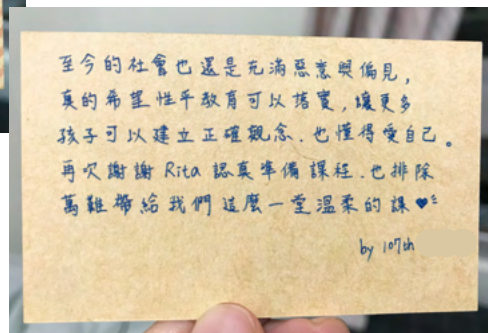 至今的社會也還是充滿惡意與偏見,
真的希望性平教育可以落實,讓更多
孩子可以建立正確觀念、也懂得愛自己。
再次謝謝 Rita 認真準備課程、也排除
萬難帶給我們這麼一堂溫柔的課♥
by 107th